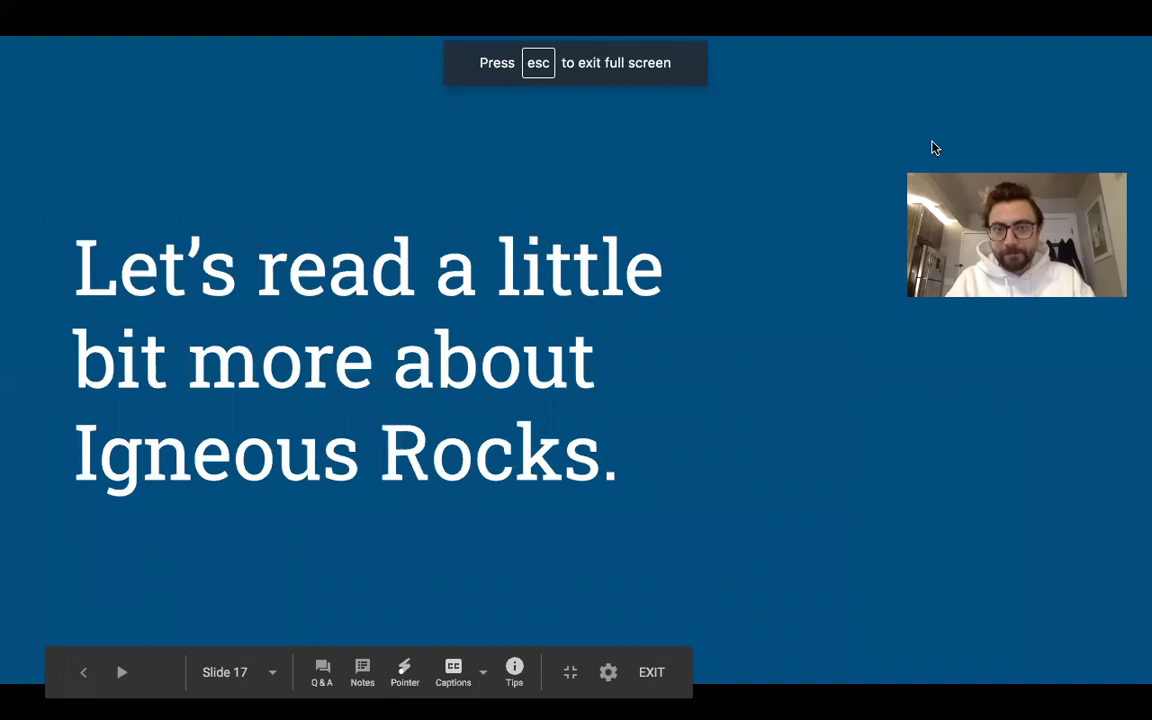 Press esc to exit full screen
Let’s read a little
bit more about
Igneous Rocks.
Slide 17
Q & A
Notes
Pointer
CC
Captions
Tips
EXIT